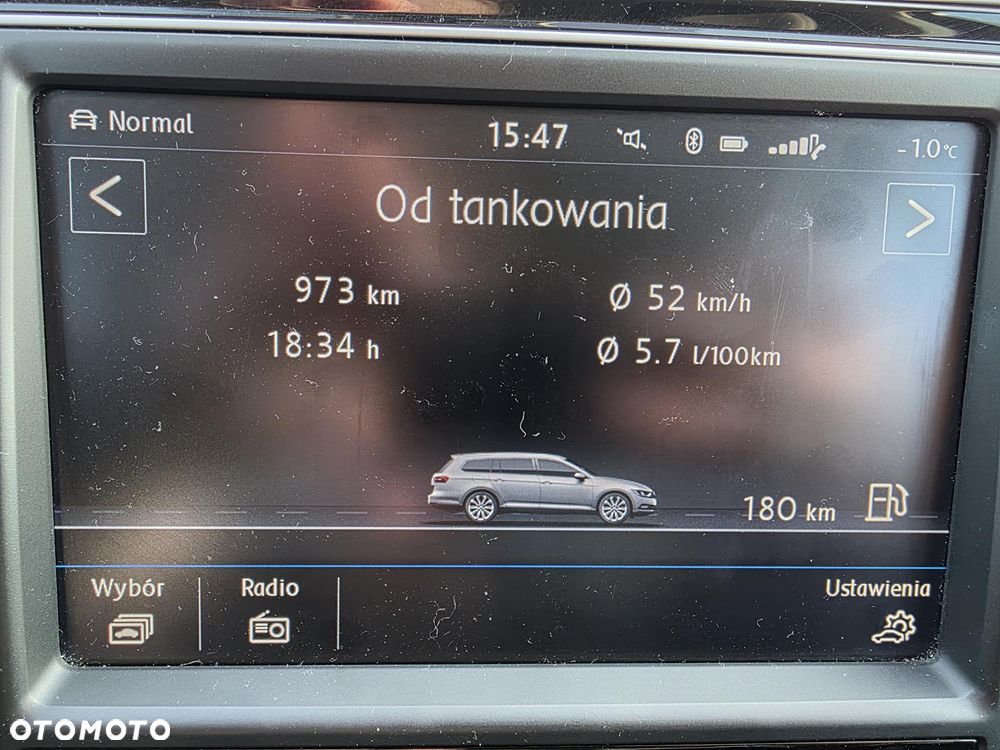 Normal 15:47 -1.0°C
< Od tankowania >
973 km Ø 52 km/h
18:34 h Ø 5.7 l/100km
180 km
Wybór Radio Ustawienia
OTOMOTO